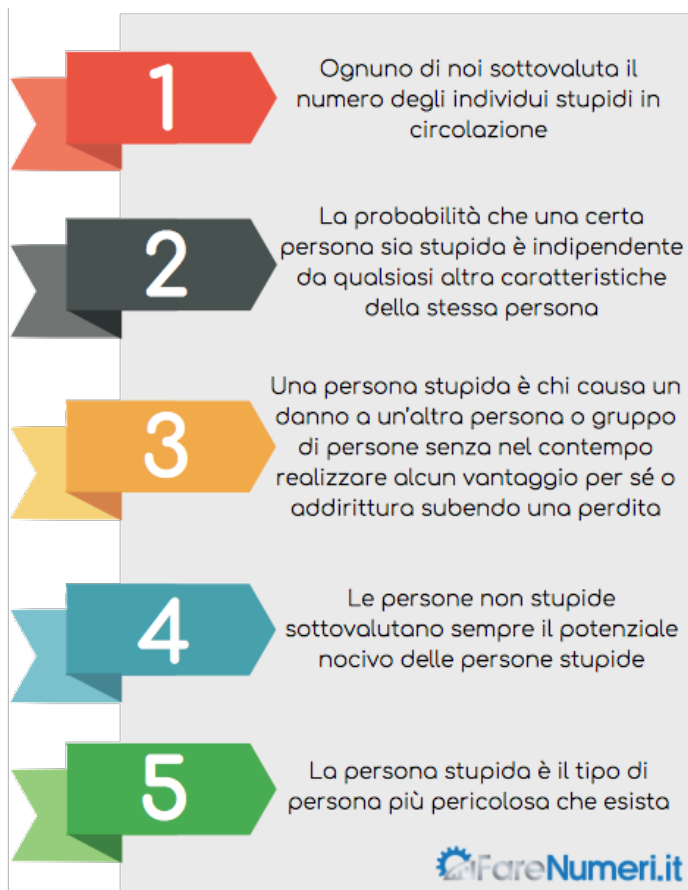 1
Ognuno di noi sottovaluta il
numero degli individui stupidi in
circolazione
2
La probabilità che una certa
persona sia stupida è indipendente
da qualsiasi altra caratteristiche
della stessa persona
3
Una persona stupida è chi causa un
danno a un'altra persona o gruppo
di persone senza nel contempo
realizzare alcun vantaggio per sé o
addirittura subendo una perdita
4
Le persone non stupide
sottovalutano sempre il potenziale
nocivo delle persone stupide
5
La persona stupida è il tipo di
persona più pericolosa che esista
FareNumeri.it